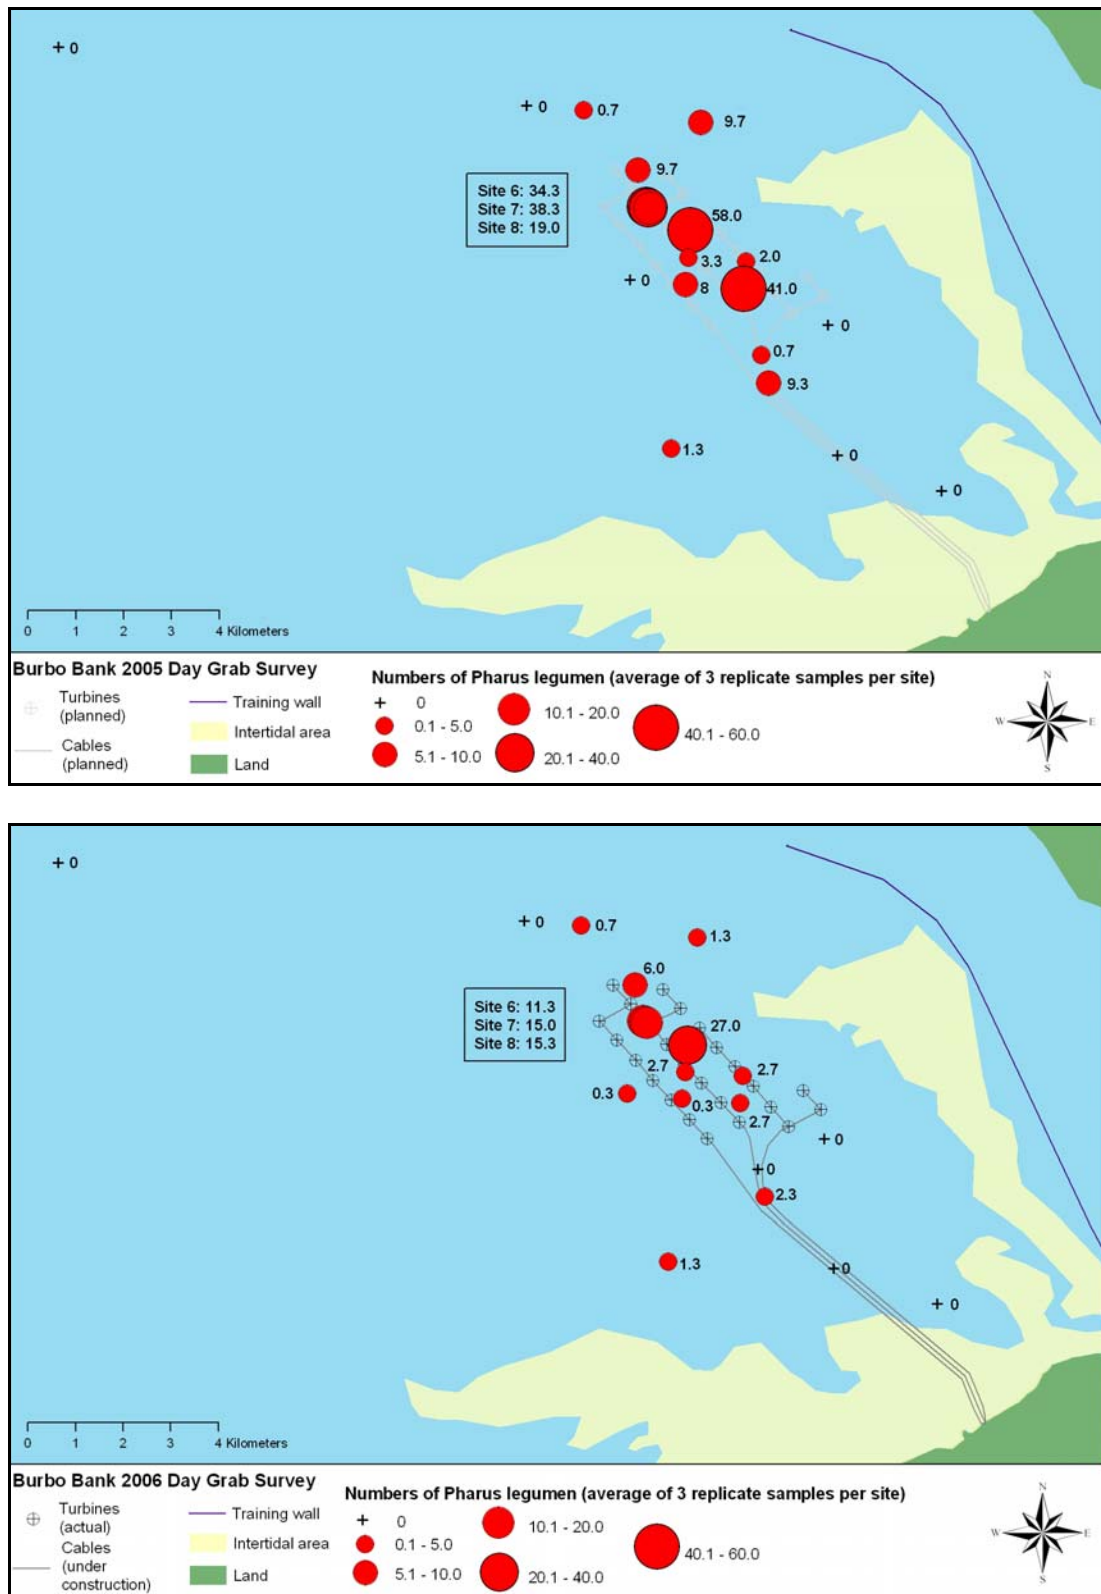 0
0
0.7
9.7
9.7
Site 6: 34.3
Site 7: 38.3
Site 8: 19.0
58.0
3.3
2.0
0
8
41.0
0
0.7
9.3
1.3
0
0
0 1 2 3 4 Kilometers
Burbo Bank 2005 Day Grab Survey
Turbines
(planned)
Cables
(planned)
Training wall
Intertidal area
Land
Numbers of Pharus legumen (average of 3 replicate samples per site)
0
0.1 - 5.0
5.1 - 10.0
10.1 - 20.0
20.1 - 40.0
40.1 - 60.0
N
W E
S
0
0
0.7
1.3
6.0
Site 6: 11.3
Site 7: 15.0
Site 8: 15.3
27.0
2.7
2.7
0.3
0.3
2.7
0
0
2.3
1.3
0
0
0 1 2 3 4 Kilometers
Burbo Bank 2006 Day Grab Survey
Turbines
(actual)
Cables
(under
construction)
Training wall
Intertidal area
Land
Numbers of Pharus legumen (average of 3 replicate samples per site)
0
0.1 - 5.0
5.1 - 10.0
10.1 - 20.0
20.1 - 40.0
40.1 - 60.0
N
W E
S